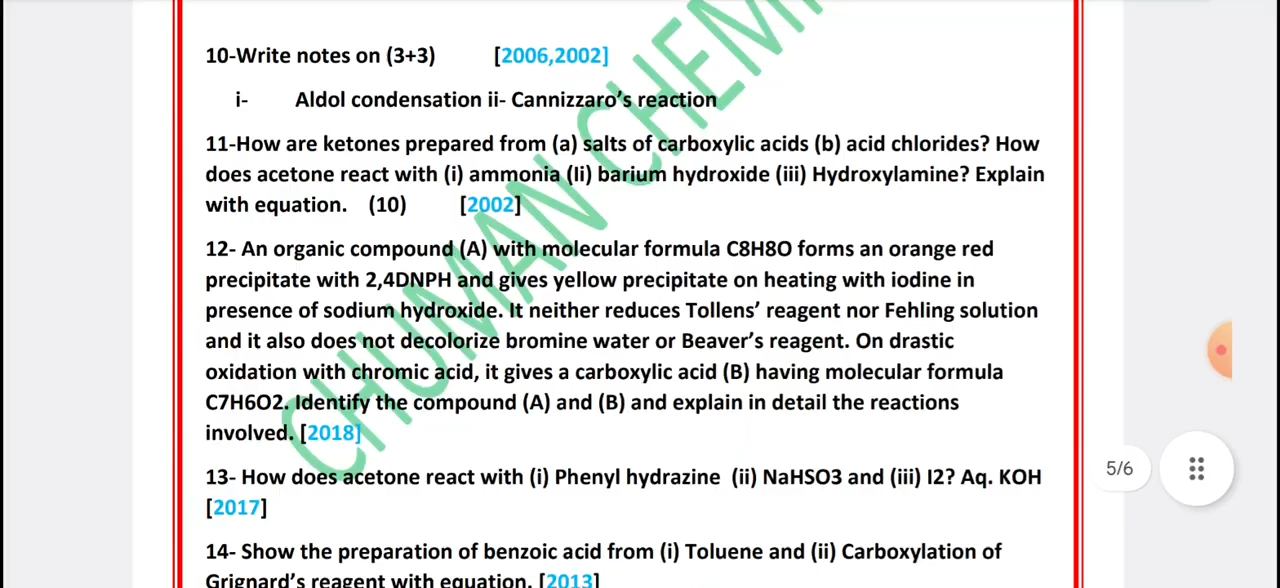 10-Write notes on (3+3) [2006,2002]
i- Aldol condensation ii- Cannizzaro’s reaction
11-How are ketones prepared from (a) salts of carboxylic acids (b) acid chlorides? How
does acetone react with (i) ammonia (Ii) barium hydroxide (iii) Hydroxylamine? Explain
with equation. (10) [2002]
12- An organic compound (A) with molecular formula C8H8O forms an orange red
precipitate with 2,4DNPH and gives yellow precipitate on heating with iodine in
presence of sodium hydroxide. It neither reduces Tollens’ reagent nor Fehling solution
and it also does not decolorize bromine water or Beaver’s reagent. On drastic
oxidation with chromic acid, it gives a carboxylic acid (B) having molecular formula
C7H6O2. Identify the compound (A) and (B) and explain in detail the reactions
involved. [2018]
13- How does acetone react with (i) Phenyl hydrazine (ii) NaHSO3 and (iii) I2? Aq. KOH
[2017]
14- Show the preparation of benzoic acid from (i) Toluene and (ii) Carboxylation of
Grignard’s reagent with equation. [2013]
CHUMAN CHEM
5/6